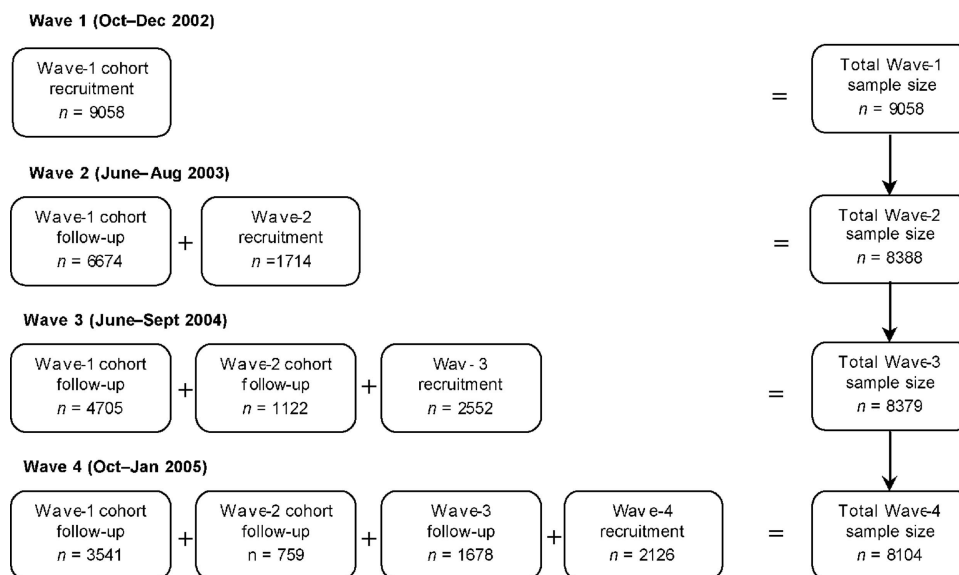 Wave 1 (Oct–Dec 2002)
Wave-1 cohort
recruitment
n = 9058
=
Total Wave-1
sample size
n = 9058
Wave 2 (June–Aug 2003)
Wave-1 cohort
follow-up
n = 6674
+
Wave-2
recruitment
n =1714
=
Total Wave-2
sample size
n = 8388
Wave 3 (June–Sept 2004)
Wave-1 cohort
follow-up
n = 4705
+
Wave-2 cohort
follow-up
n = 1122
+
Wav- 3
recruitment
n = 2552
=
Total Wave-3
sample size
n = 8379
Wave 4 (Oct–Jan 2005)
Wave-1 cohort
follow-up
n = 3541
+
Wave-2 cohort
follow-up
n = 759
+
Wave-3
follow-up
n = 1678
+
Wave-4
recruitment
n = 2126
=
Total Wave-4
sample size
n = 8104